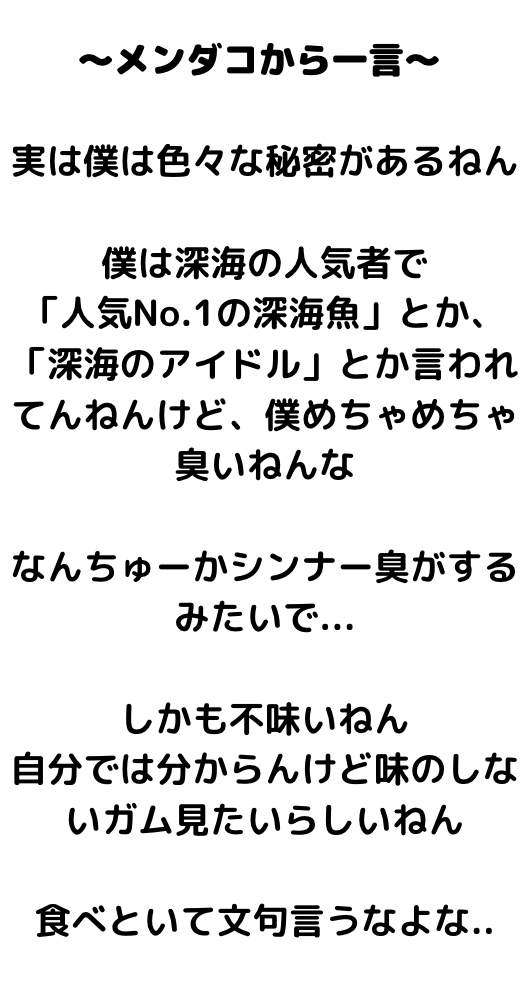 ～メンダコから一言～
実は僕は色々な秘密があるねん
僕は深海の人気者で
「人気No.1の深海魚」とか、
「深海のアイドル」とか言われ
てんねんけど、僕めちゃめちゃ
臭いねんな
なんちゅーかシンナー臭がする
みたいで...
しかも不味いねん
自分では分からんけど味のしな
いガム見たいらしいねん
食べといて文句言うなよな..